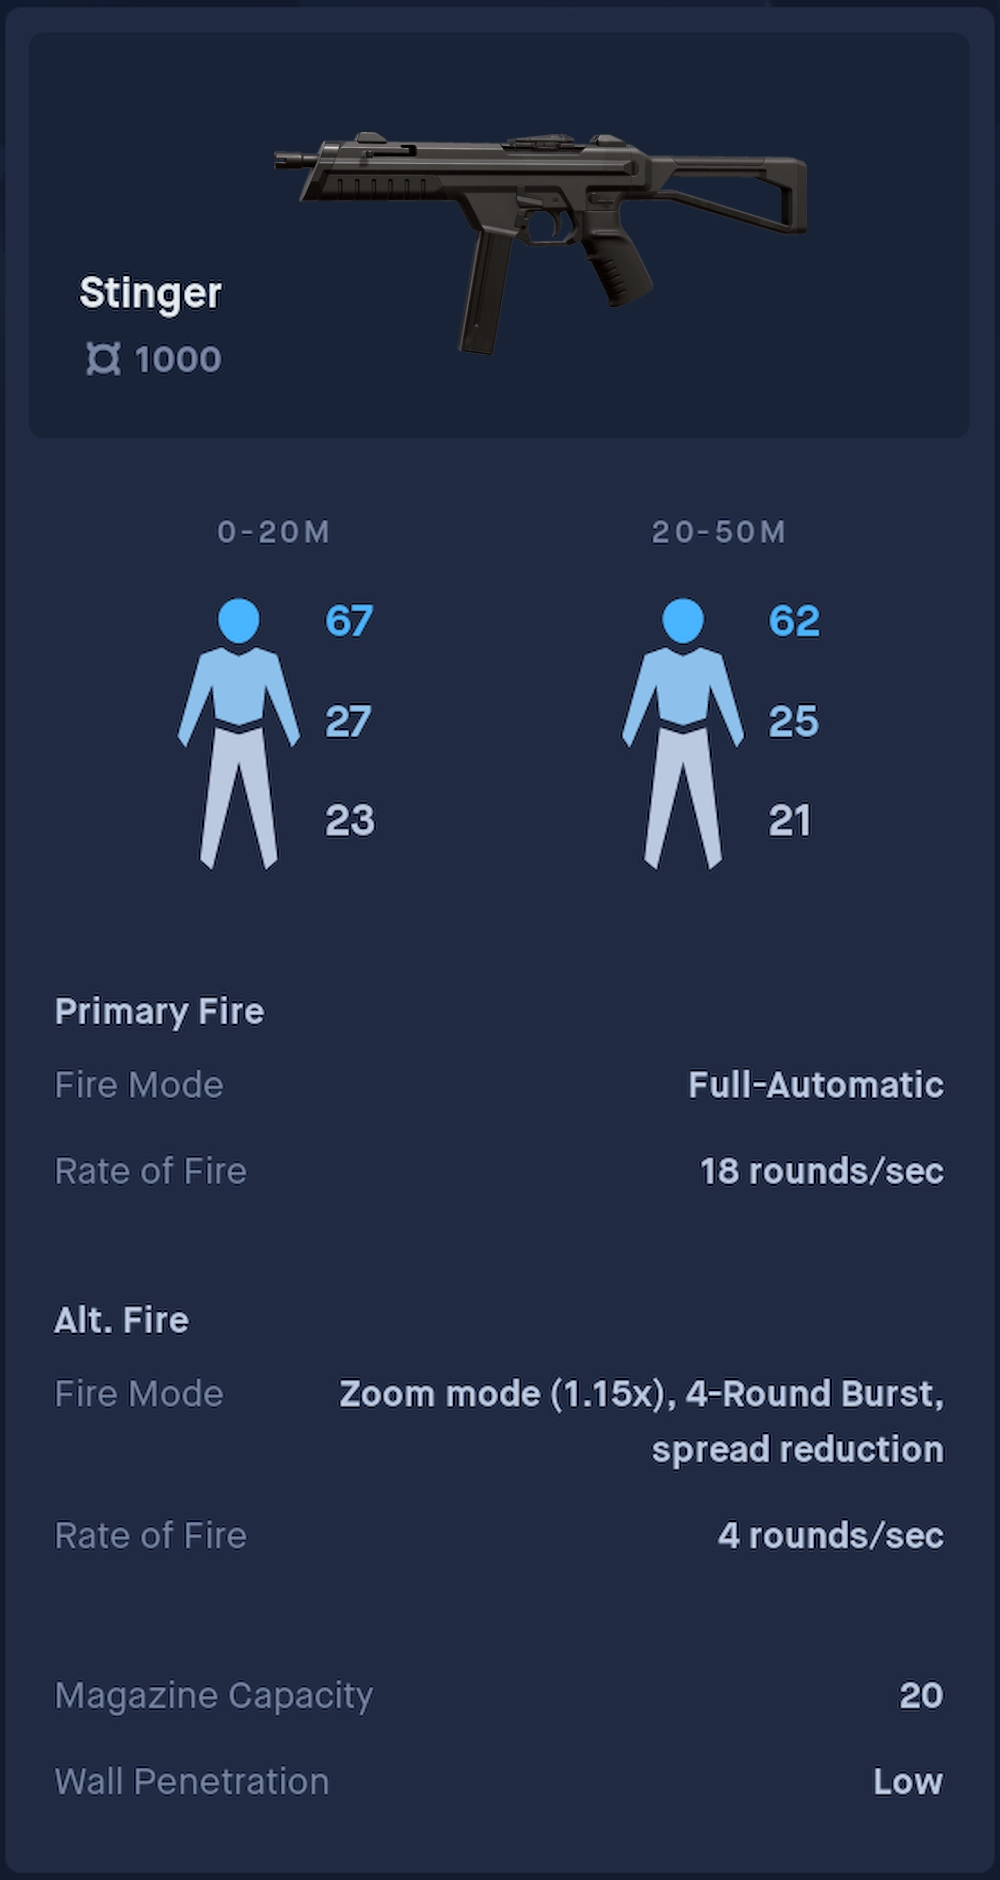 Stinger
¤ 1000
0-20M
20-50M
67
62
27
25
23
21
Primary Fire
Fire Mode Full-Automatic
Rate of Fire 18 rounds/sec
Alt. Fire
Fire Mode Zoom mode (1.15x), 4-Round Burst,
spread reduction
Rate of Fire 4 rounds/sec
Magazine Capacity 20
Wall Penetration Low